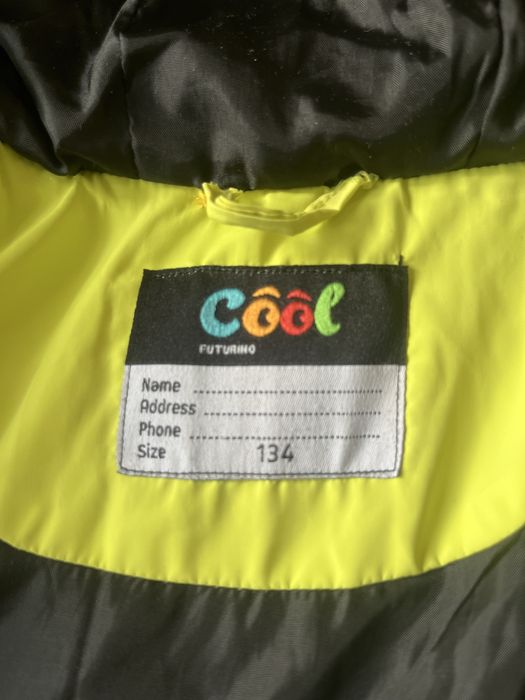 Cool
FUTURINO
Name
Address
Phone
Size 134